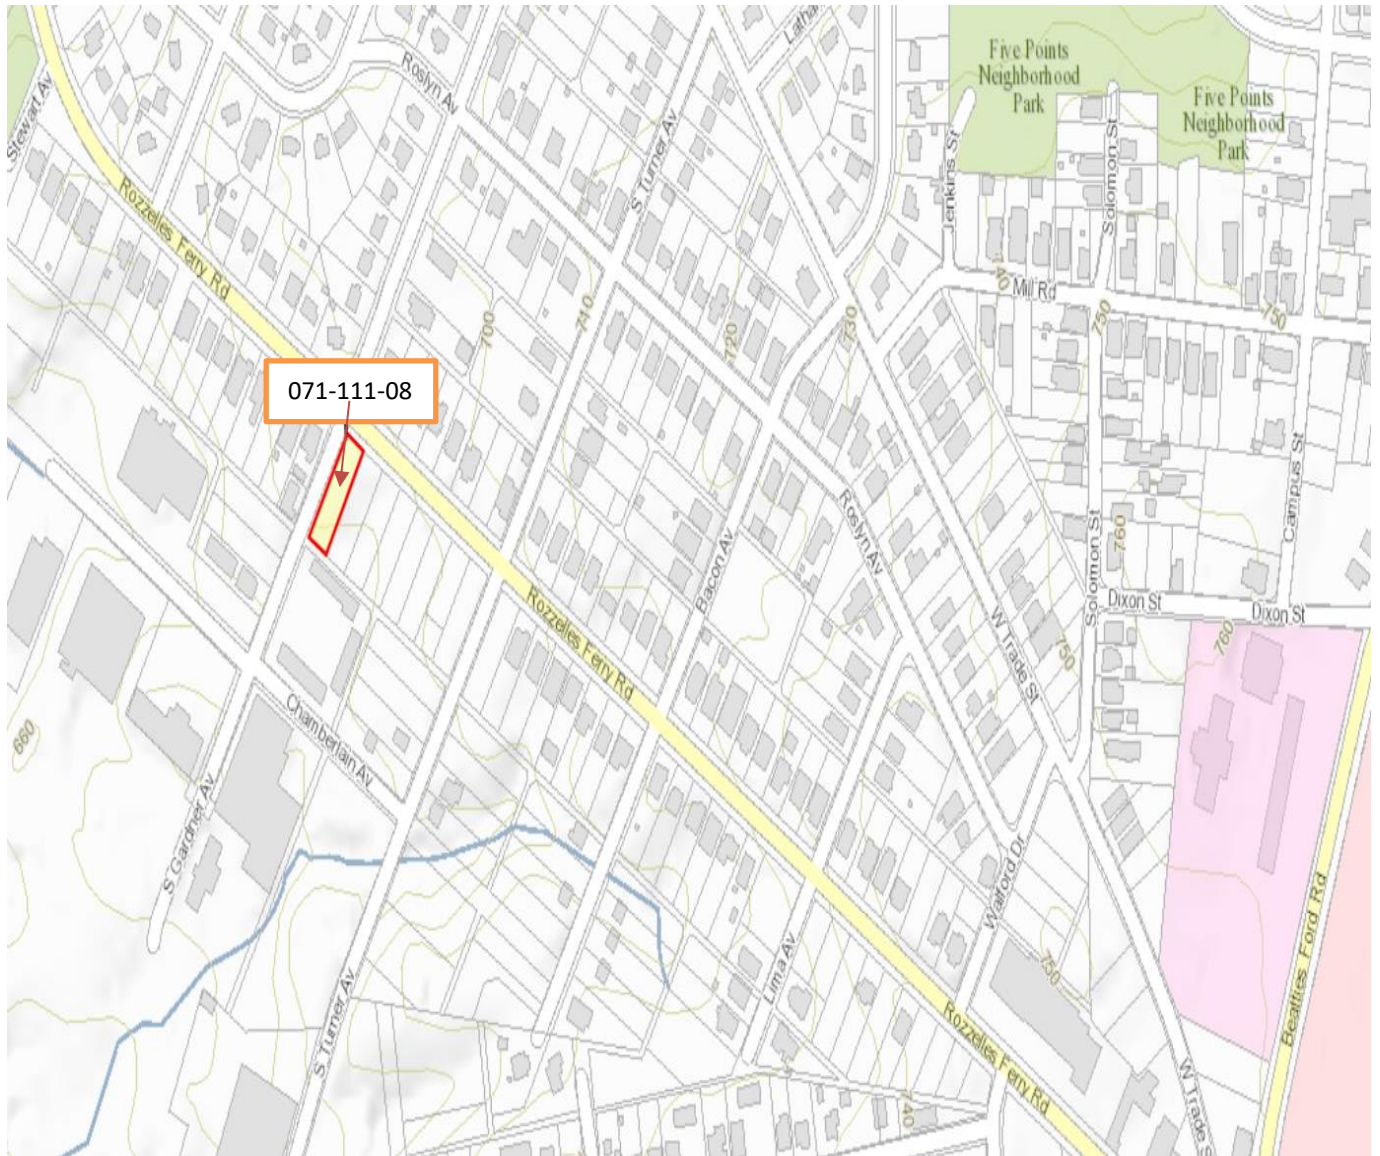 Five Points
Neighborhood
Park
Five Points
Neighborhood
Park
Stewart Av
Roslyn Av
S Turner Av
Jenkins St
Solomon St
Rozzelles Ferry Rd
740
Mill Rd
700
740
720
730
750
750
071-111-08
Roslyn Av
Bacon Av
Solomon St
760
Campus St
Dixon St
Dixon St
Rozzelles Ferry Rd
W Trade St
750
760
660
Chamberlain Av
S Gardner Av
Walford Dr
Beatties Ford Rd
Lima Av
750
S Turner Av
Rozzelles Ferry Rd
W Trade S
740